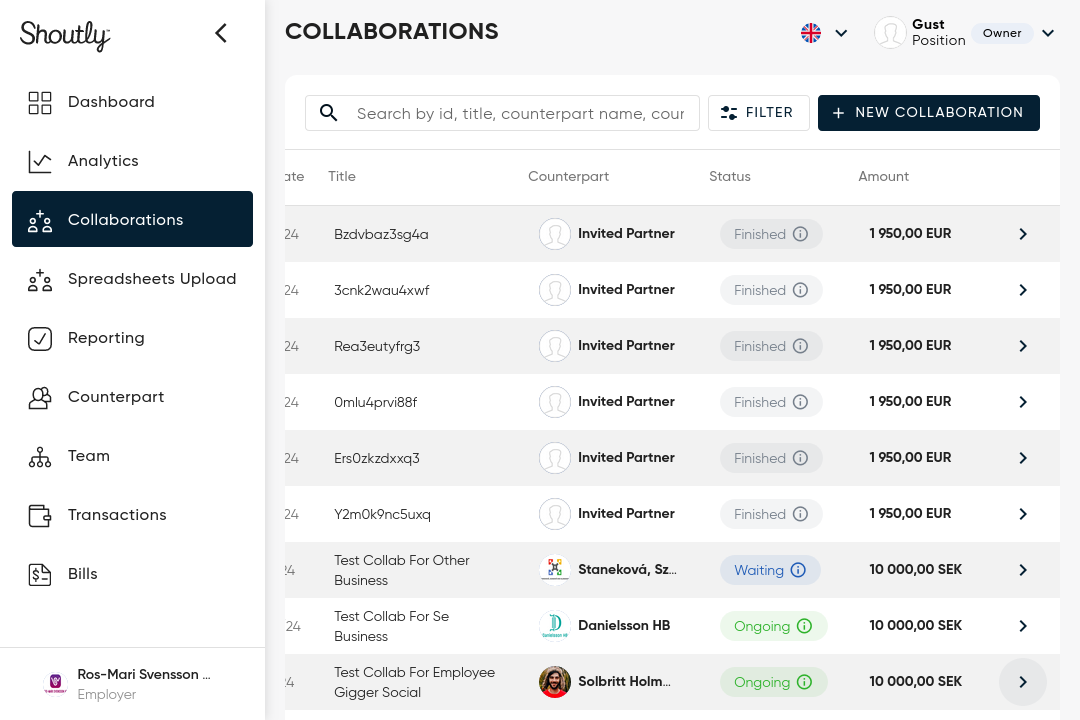 Shoutly
COLLABORATIONS
Gust
Position
Owner
Dashboard
Analytics
Collaborations
Spreadsheets Upload
Reporting
Counterpart
Team
Transactions
Bills
Ros-Mari Svensson ...
Employer
Search by id, title, counterpart name, cour
FILTER
+ NEW COLLABORATION
ate Title Counterpart Status Amount
24 Bzdvbaz3sg4a Invited Partner Finished 1 950,00 EUR
24 3cnk2wau4xwf Invited Partner Finished 1 950,00 EUR
24 Rea3eutyfrg3 Invited Partner Finished 1 950,00 EUR
24 0mlu4prvi88f Invited Partner Finished 1 950,00 EUR
24 Ers0zkzdxxq3 Invited Partner Finished 1 950,00 EUR
24 Y2m0k9nc5uxq Invited Partner Finished 1 950,00 EUR
24 Test Collab For Other Business Staneková, Sz... Waiting 10 000,00 SEK
24 Test Collab For Se Business Danielsson HB Ongoing 10 000,00 SEK
24 Test Collab For Employee Gigger Social Solbritt Holm... Ongoing 10 000,00 SEK